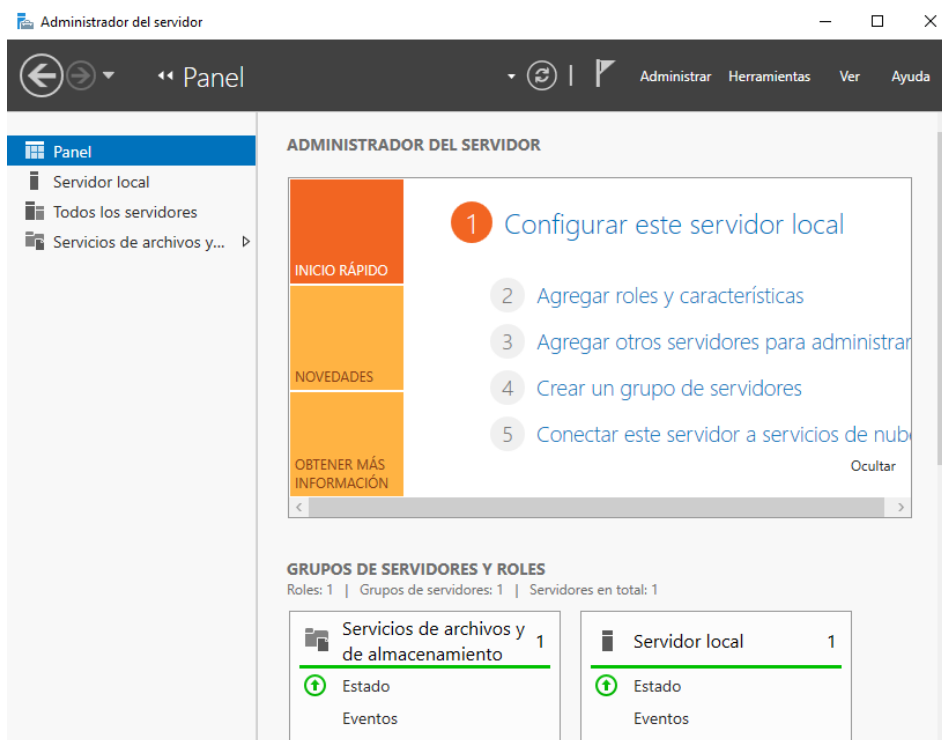 Administrador del servidor
Panel
Administrar Herramientas Ver Ayuda
Panel
Servidor local
Todos los servidores
Servicios de archivos y...
ADMINISTRADOR DEL SERVIDOR
INICIO RÁPIDO
NOVEDADES
OBTENER MÁS
INFORMACIÓN
1 Configurar este servidor local
2 Agregar roles y características
3 Agregar otros servidores para administrar
4 Crear un grupo de servidores
5 Conectar este servidor a servicios de nub
Ocultar
GRUPOS DE SERVIDORES Y ROLES
Roles: 1 | Grupos de servidores: 1 | Servidores en total: 1
Servicios de archivos y
de almacenamiento
1
Estado
Eventos
Servidor local 1
Estado
Eventos